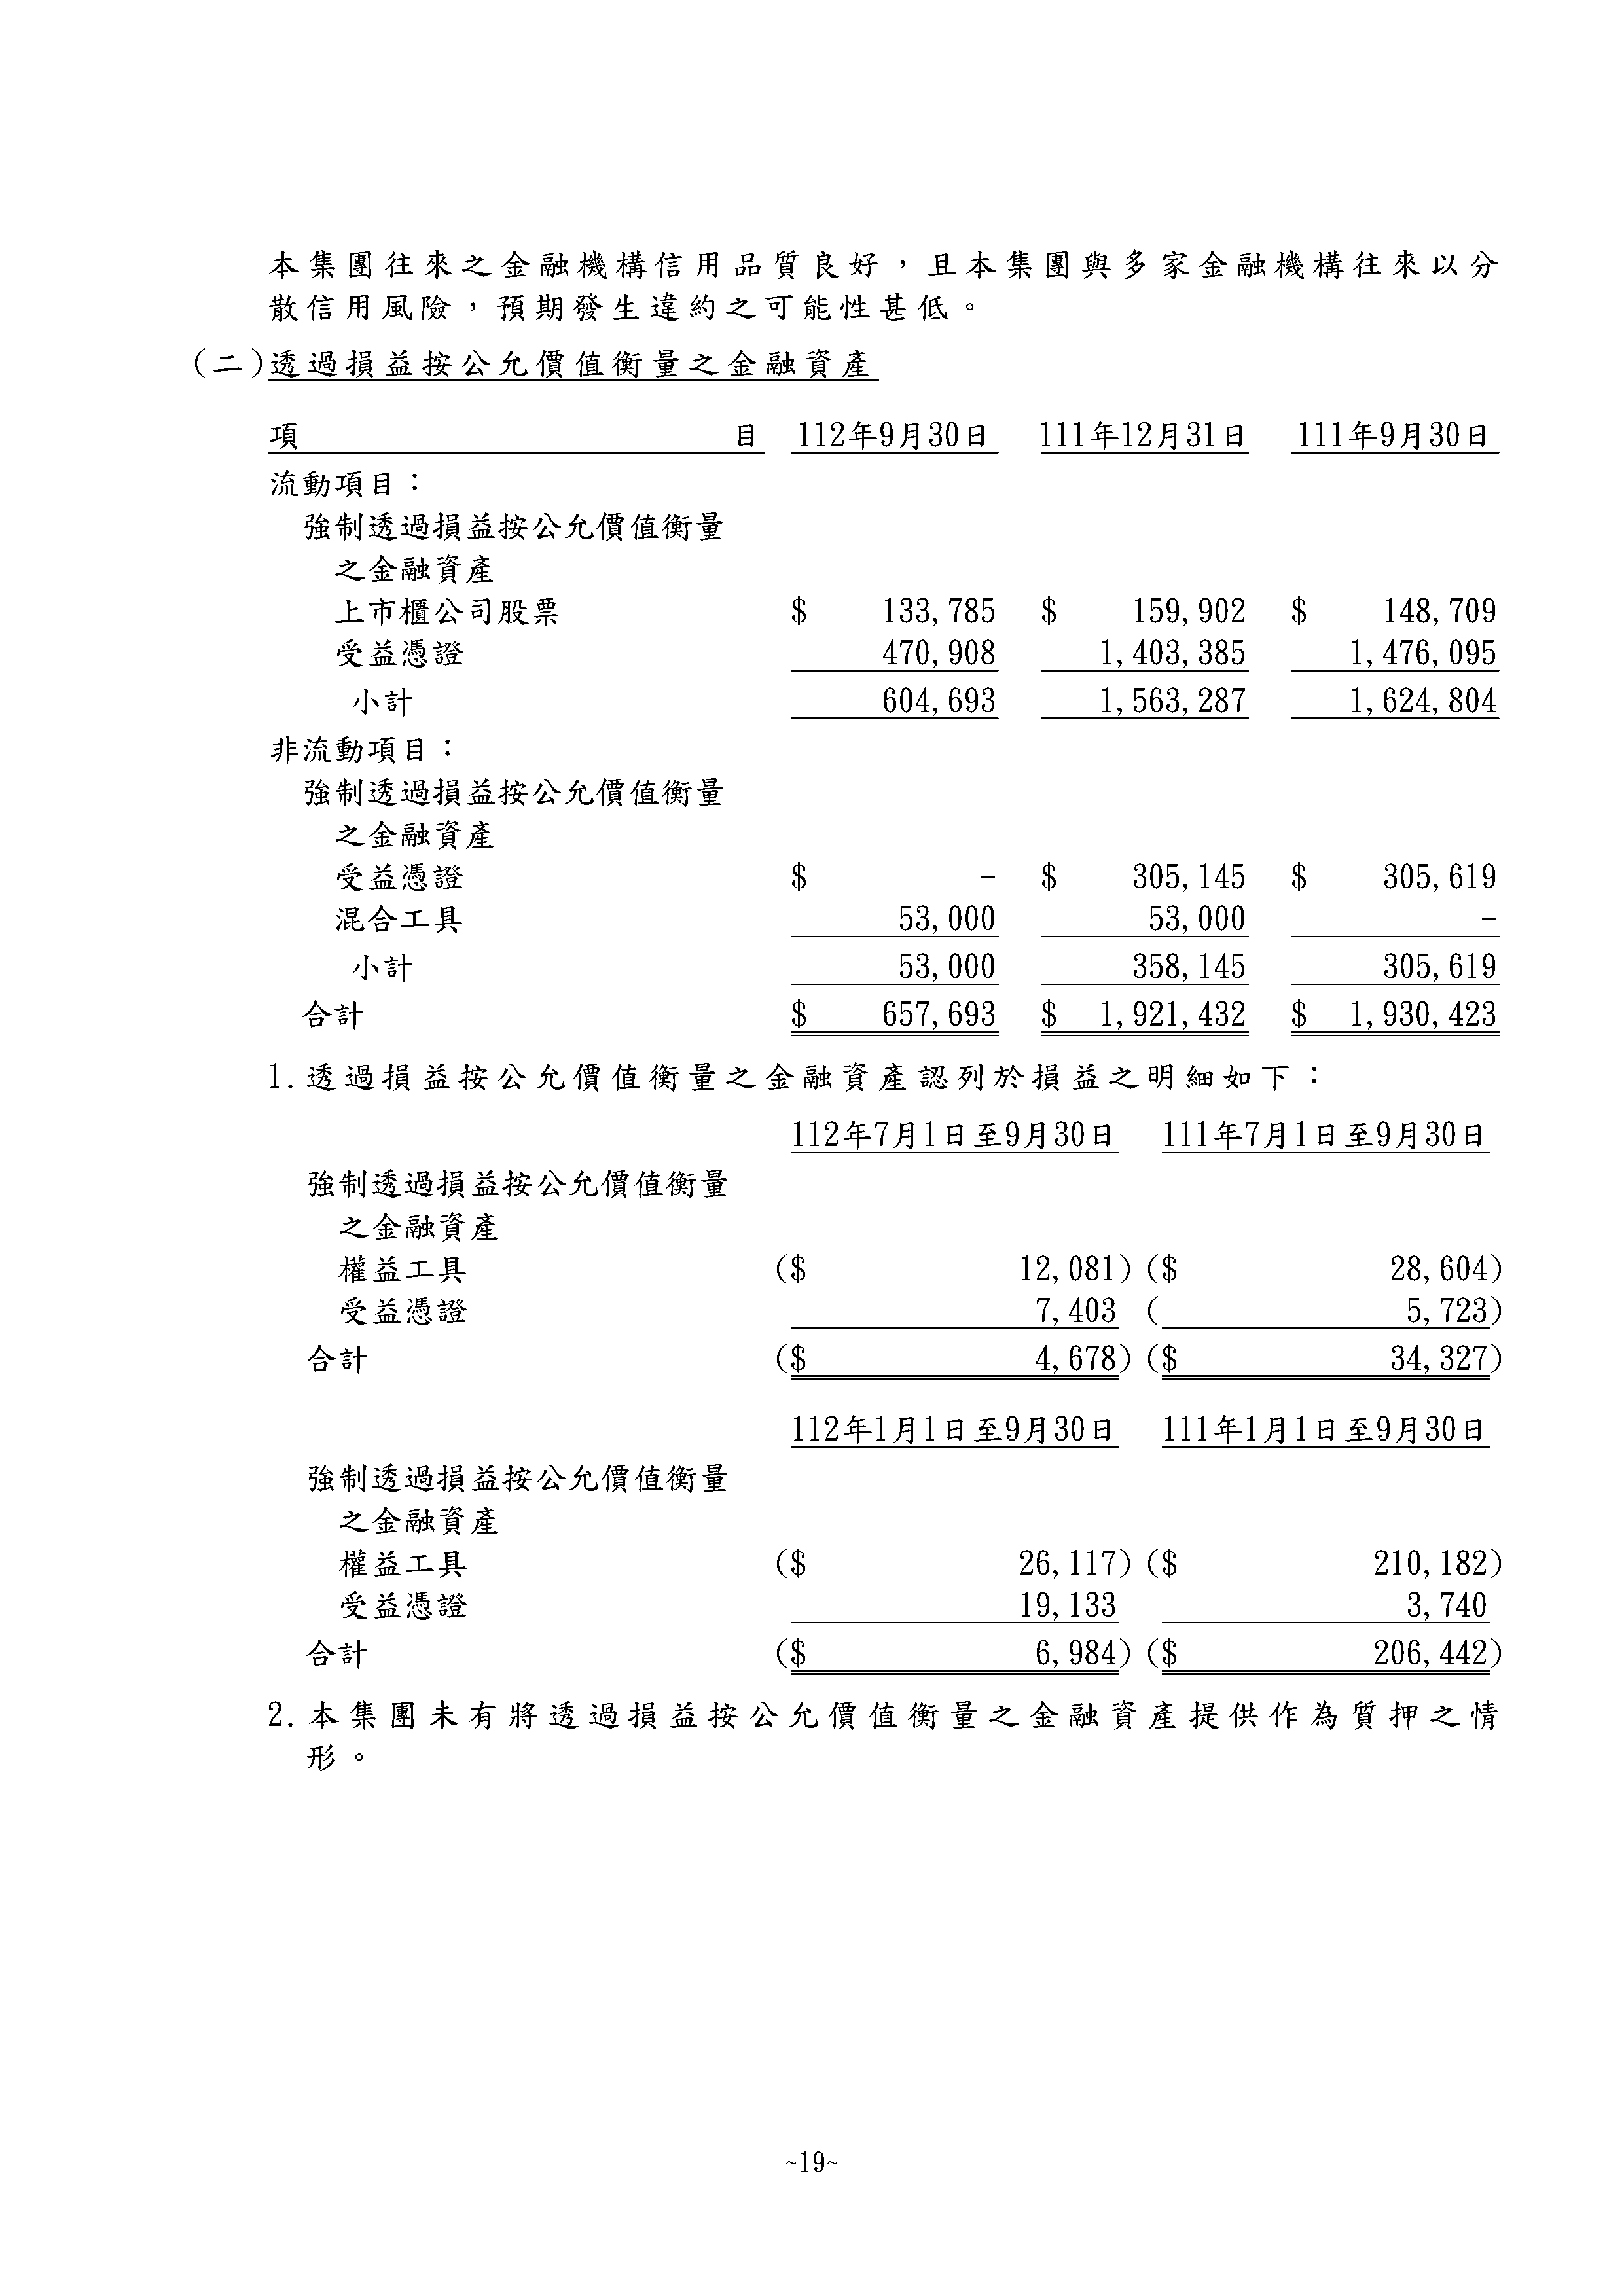 本集團往來之金融機構信用品質良好，且本集團與多家金融機構往來以分
散信用風險，預期發生違約之可能性甚低。
(二)透過損益按公允價值衡量之金融資產
項 目 112年9月30日 111年12月31日 111年9月30日
流動項目：
強制透過損益按公允價值衡量
之金融資產
上市櫃公司股票 $ 133,785 $ 159,902 $ 148,709
受益憑證 470,908 1,403,385 1,476,095
小計 604,693 1,563,287 1,624,804
非流動項目：
強制透過損益按公允價值衡量
之金融資產
受益憑證 $ - $ 305,145 $ 305,619
混合工具 53,000 53,000 -
小計 53,000 358,145 305,619
合計 $ 657,693 $ 1,921,432 $ 1,930,423
1.透過損益按公允價值衡量之金融資產認列於損益之明細如下：
112年7月1日至9月30日 111年7月1日至9月30日
強制透過損益按公允價值衡量
之金融資產
權益工具 ($ 12,081) ($ 28,604)
受益憑證 7,403 ( 5,723)
合計 ($ 4,678) ($ 34,327)
112年1月1日至9月30日 111年1月1日至9月30日
強制透過損益按公允價值衡量
之金融資產
權益工具 ($ 26,117) ($ 210,182)
受益憑證 19,133 3,740
合計 ($ 6,984) ($ 206,442)
2.本集團未有將透過損益按公允價值衡量之金融資產提供作為質押之情
形。
~19~